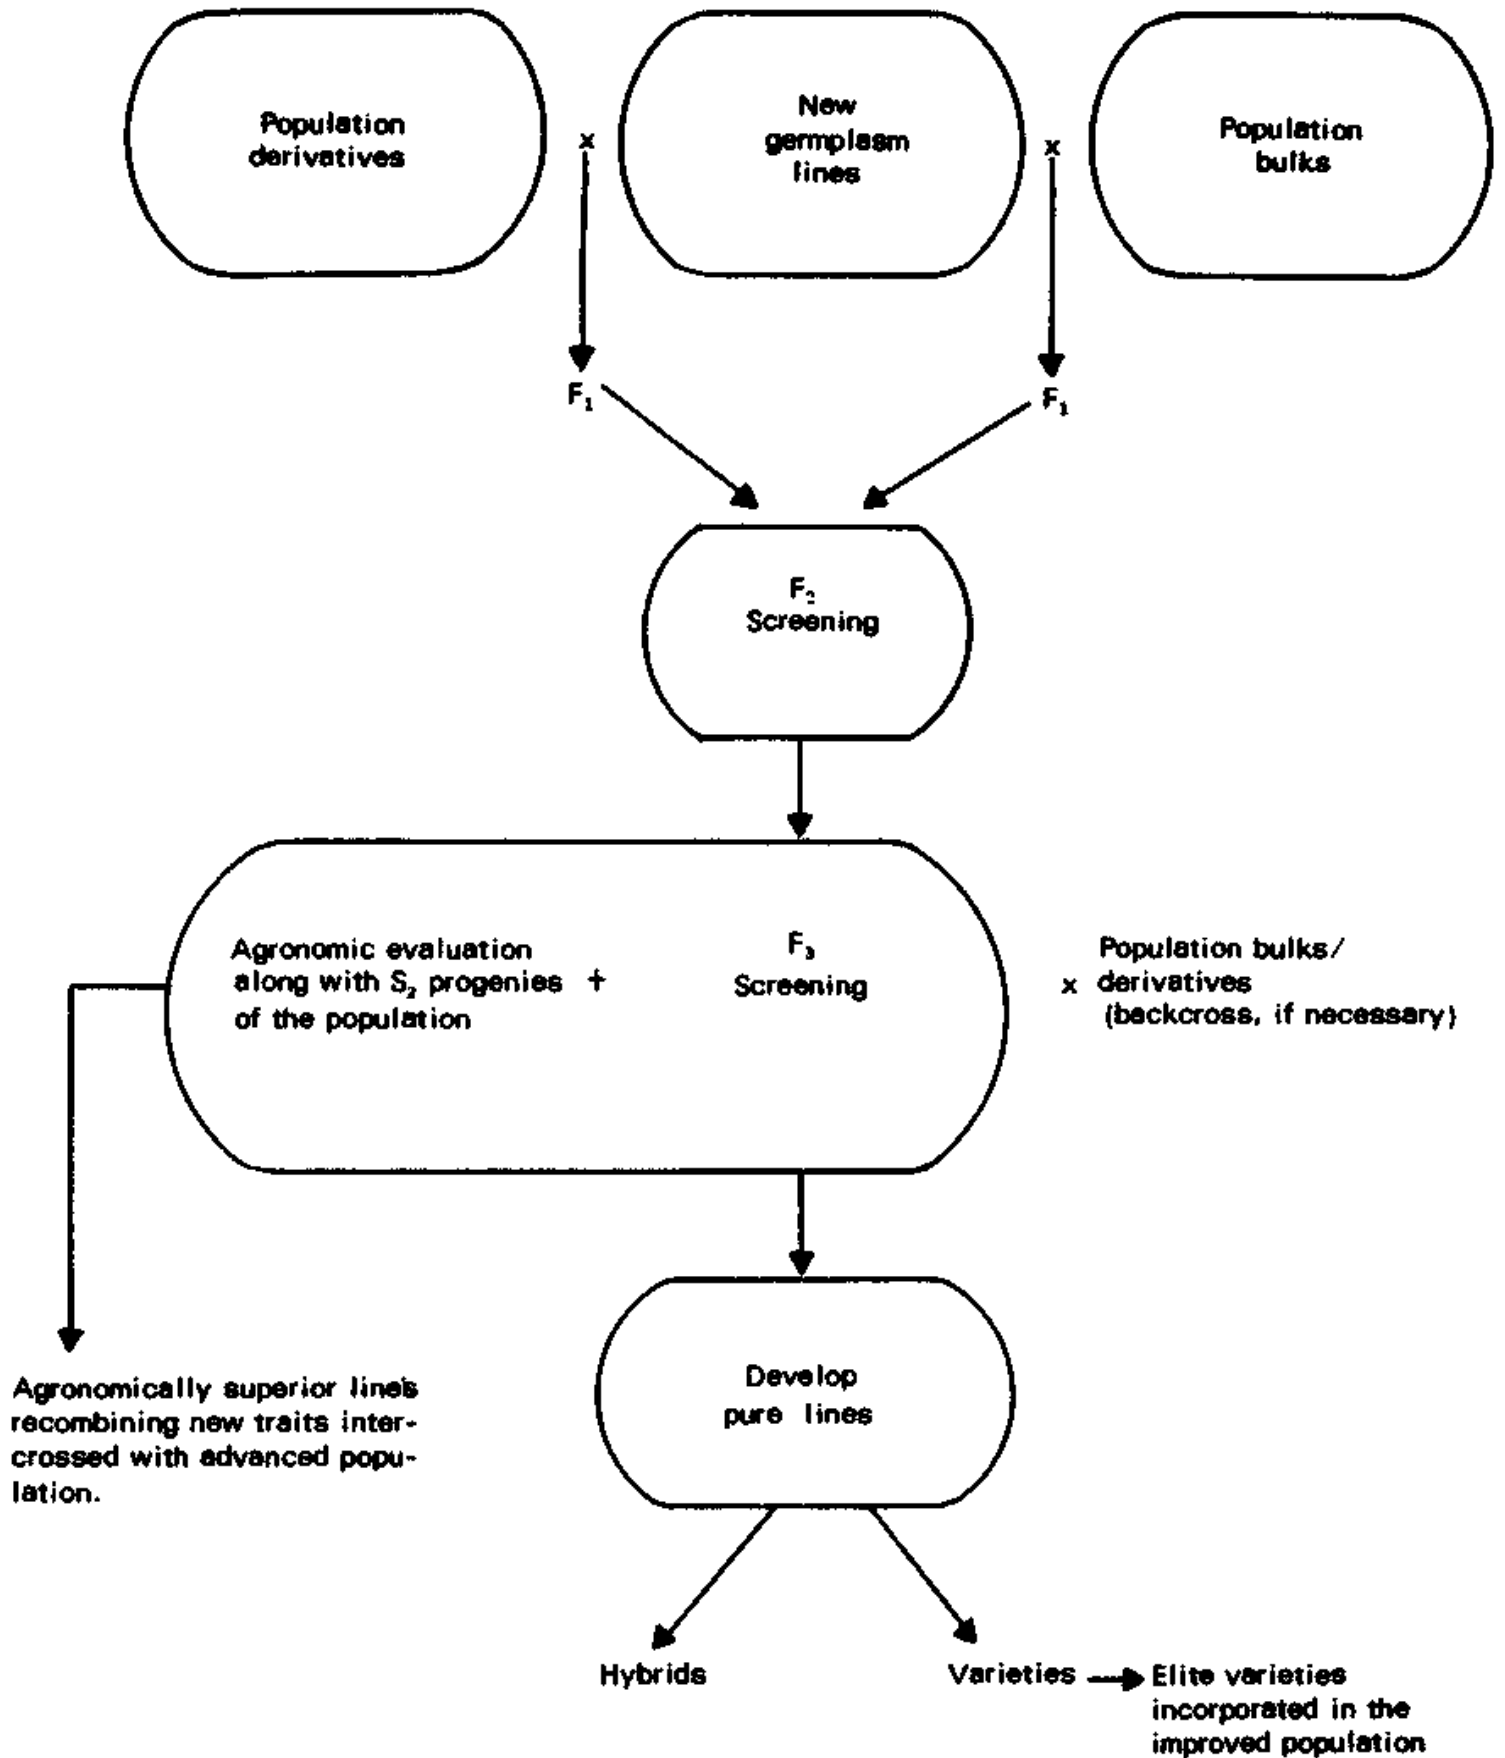 Population
derivatives
x
New
germplasm
lines
x
Population
bulks
F₁
F₁
F₂
Screening
Agronomic evaluation
along with S₂ progenies +
of the population
F₃
Screening
Population bulks/
x derivatives
(backcross, if necessary)
Develop
pure lines
Agronomically superior lines
recombining new traits inter-
crossed with advanced popu-
lation.
Hybrids
Varieties
Elite varieties
incorporated in the
improved population